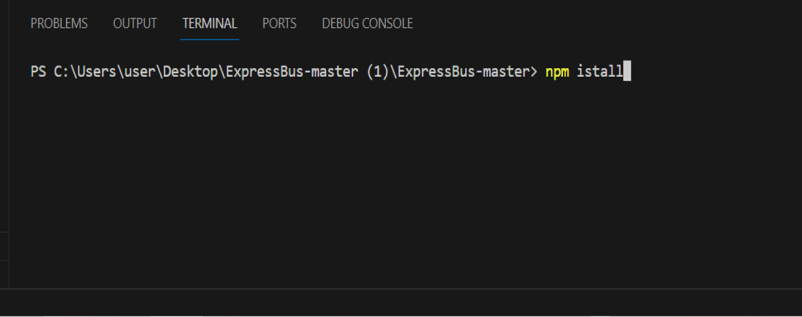 PROBLEMS OUTPUT TERMINAL PORTS DEBUG CONSOLE
PS C:\Users\user\Desktop\ExpressBus-master (1)\ExpressBus-master> npm istall